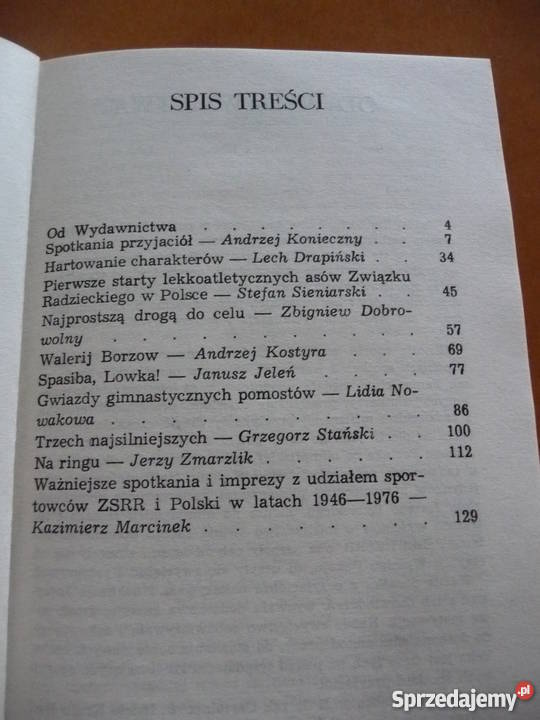 SPIS TREŚCI
Od Wydawnictwa . . . . . . . 4
Spotkania przyjaciół — Andrzej Konieczny . . 7
Hartowanie charakterów — Lech Drapiński . . 34
Pierwsze starty lekkoatletycznych asów Związku
Radzieckiego w Polsce — Stefan Sieniarski . . 45
Najprostszą drogą do celu — Zbigniew Dobro-
wolny . . . . . . . . . . 57
Walerij Borzow — Andrzej Kostyra . . . 69
Spasiba, Lowka! — Janusz Jeleń . . . . 77
Gwiazdy gimnastycznych pomostów — Lidia No-
wakowa . . . . . . . . . . 86
Trzech najsilniejszych — Grzegorz Stański . . 100
Na ringu — Jerzy Zmarzlik . . . . . 112
Ważniejsze spotkania i imprezy z udziałem spor-
towców ZSRR i Polski w latach 1946—1976 —
Kazimierz Marcinek . . . . . . . 129
Sprzedajemy.pl